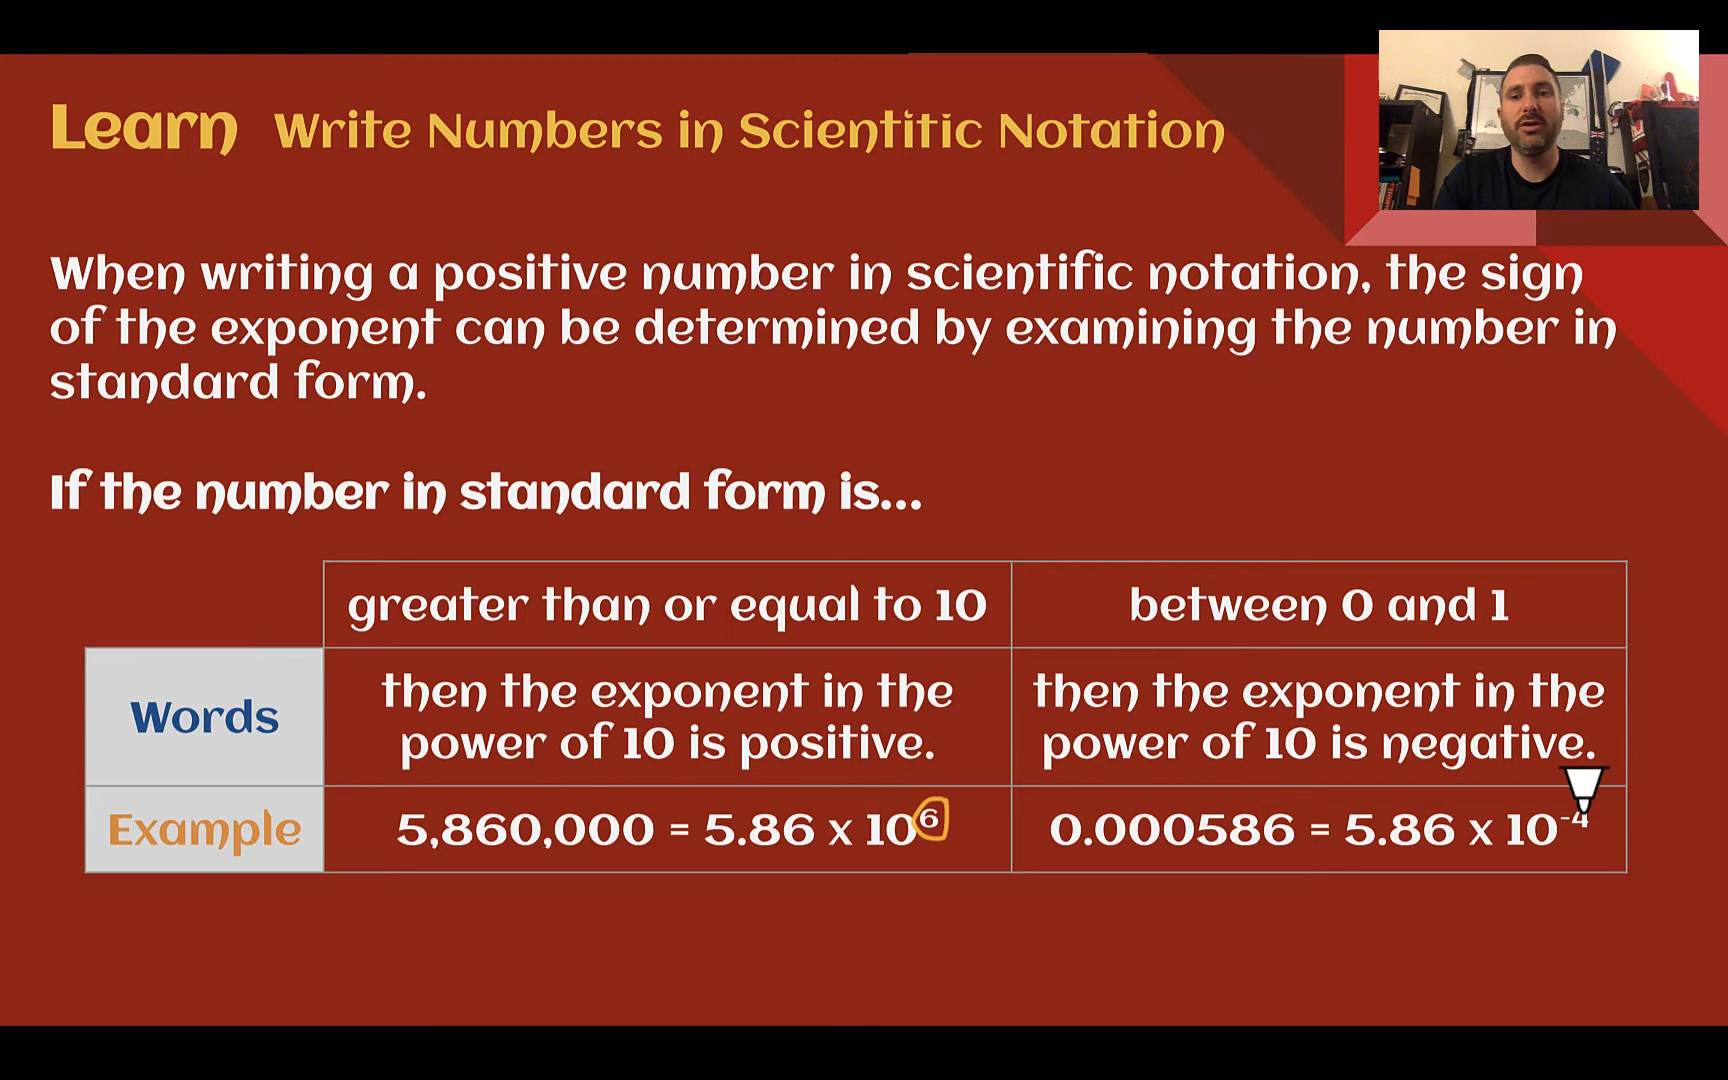 Learn Write Numbers in Scientific Notation
When writing a positive number in scientific notation, the sign
of the exponent can be determined by examining the number in
standard form.
If the number in standard form is...
greater than or equal to 10 between 0 and 1
Words
then the exponent in the
power of 10 is positive.
then the exponent in the
power of 10 is negative.
Example
5,860,000 = 5.86 x 10⁶
0.000586 = 5.86 x 10⁻⁴